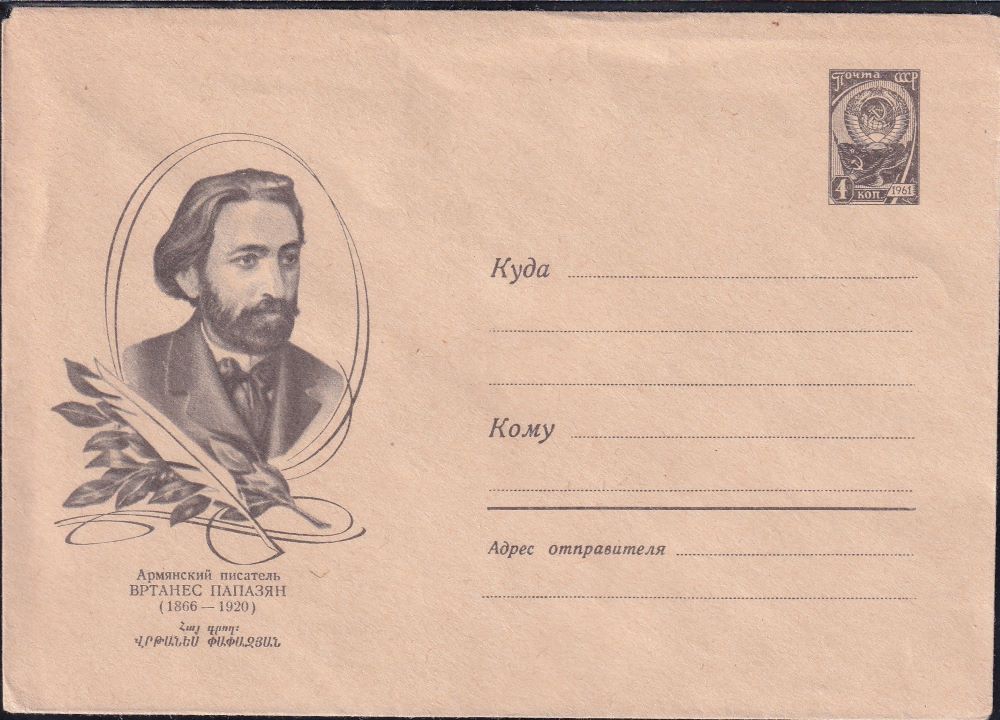 Почта СССР
4 коп. 1961
Куда
Кому
Адрес отправителя
Армянский писатель
ВРТАНЕС ПАПАЗЯН
(1866 — 1920)
Հայ գրող։
ՎՐԹԱՆԵՍ ՓԱՓԱԶՅԱՆ